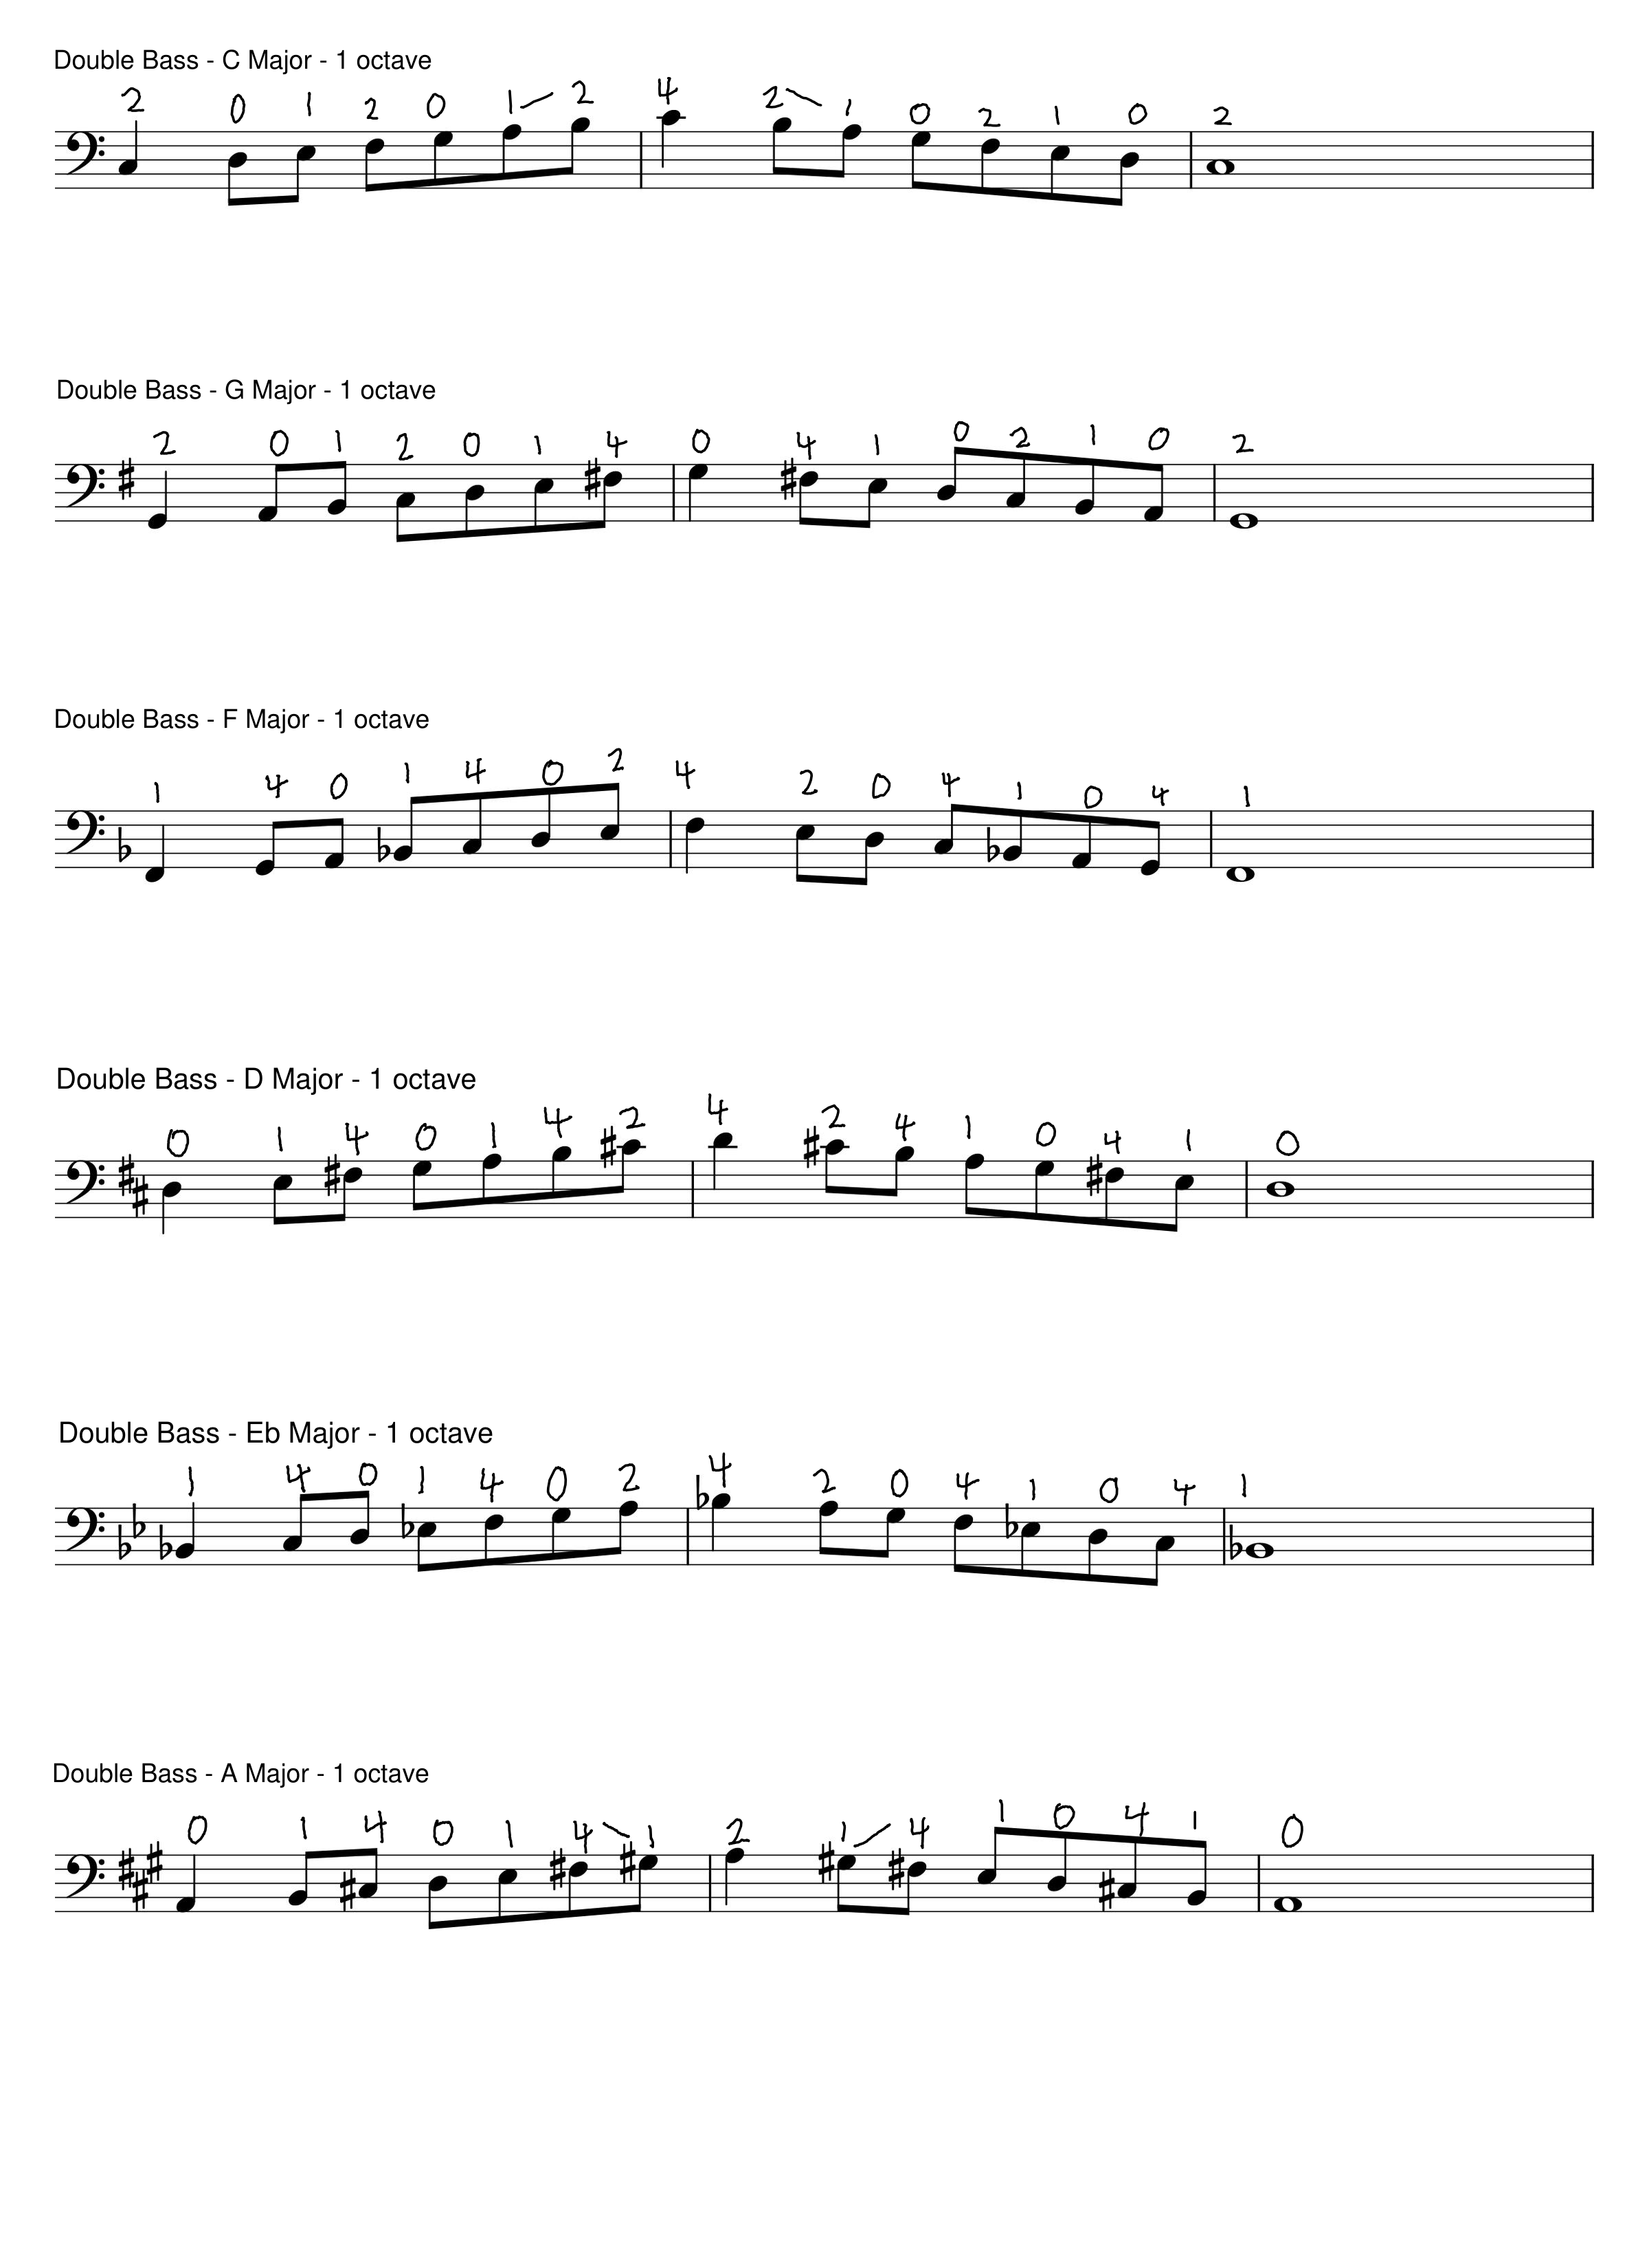 Double Bass - C Major - 1 octave
2 0 1 2 0 1 2 4 2 1 0 2 1 0 2
Double Bass - G Major - 1 octave
2 0 1 2 0 1 4 0 4 1 0 2 1 0 2
Double Bass - F Major - 1 octave
1 4 0 1 4 0 2 4 2 0 4 1 0 4 1
Double Bass - D Major - 1 octave
0 1 4 0 1 4 2 4 2 4 1 0 4 1 0
Double Bass - Eb Major - 1 octave
1 4 0 1 4 0 2 4 2 0 4 1 0 4 1
Double Bass - A Major - 1 octave
0 1 4 0 1 4 1 2 1 4 1 0 4 1 0